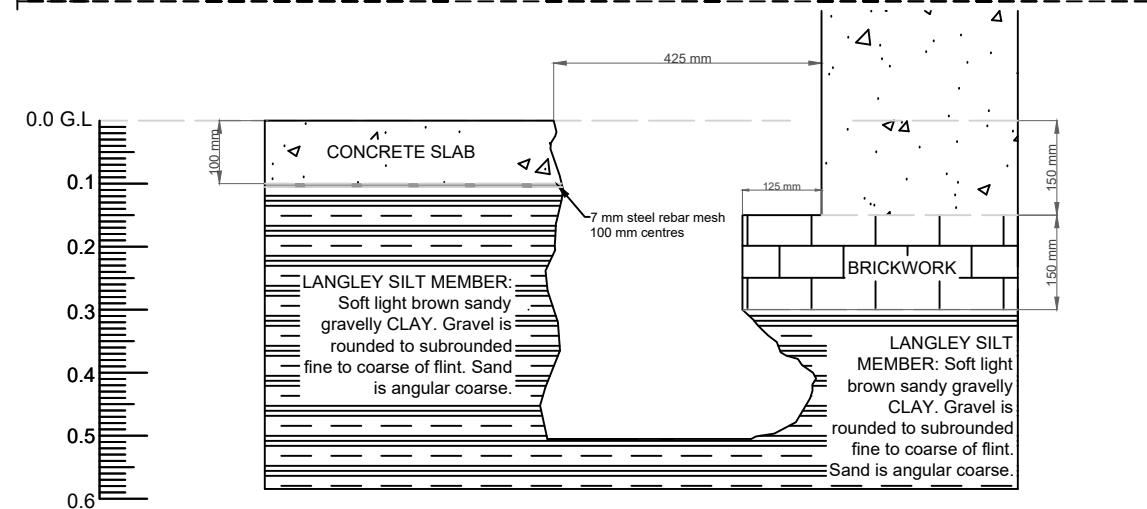 425 mm
0.0 G.L
100 mm
CONCRETE SLAB
0.1
125 mm
150 mm
7 mm steel rebar mesh
100 mm centres
0.2
BRICKWORK
150 mm
LANGLEY SILT MEMBER:
Soft light brown sandy
gravelly CLAY. Gravel is
rounded to subrounded
fine to coarse of flint. Sand
is angular coarse.
0.3
LANGLEY SILT
MEMBER: Soft light
brown sandy gravelly
CLAY. Gravel is
rounded to subrounded
fine to coarse of flint.
Sand is angular coarse.
0.4
0.5
0.6